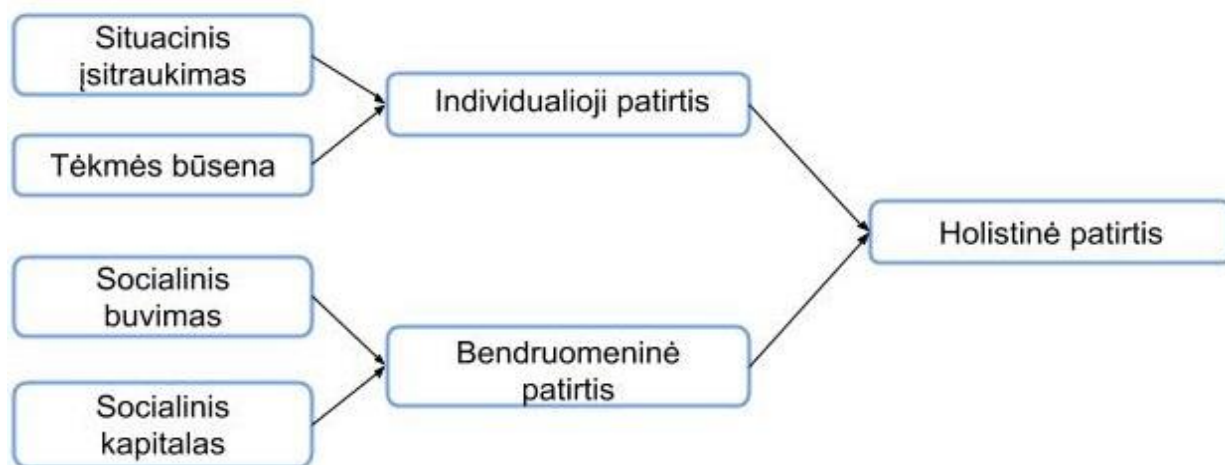 Situacinis
įsitraukimas
Individualioji patirtis
Tėkmės būsena
Holistinė patirtis
Socialinis
buvimas
Bendruomeninė
patirtis
Socialinis
kapitalas